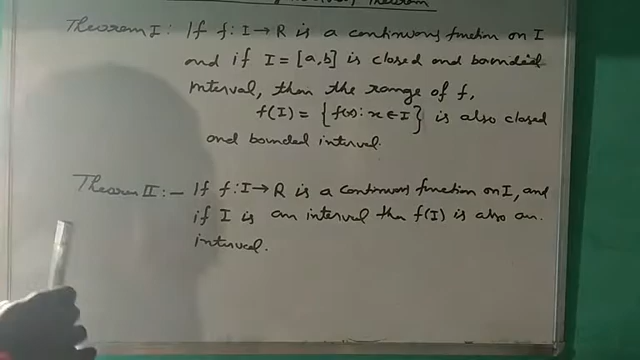 Theorem
Theorem I:- If f: I → R is a continuous function on I
and if I = [a,b] is closed and bounded
interval, then the range of f,
f(I) = {f(x): x ∈ I} is also closed
and bounded interval.
Theorem II:- If f: I → R is a continuous function on I, and
if I is an interval then f(I) is also an
interval.